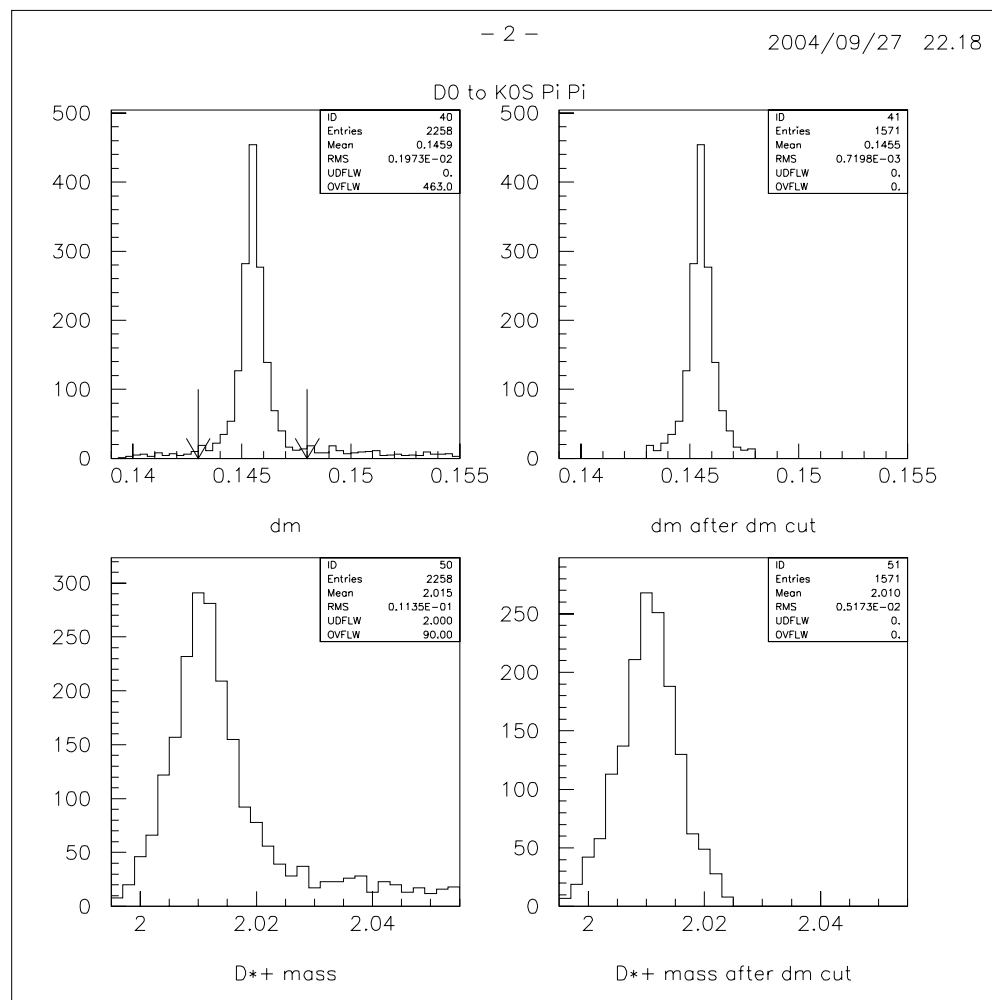 – 2 –
2004/09/27 22.18
D0 to K0S Pi Pi
ID 40
Entries 2258
Mean 0.1459
RMS 0.1973E-02
UDFLW 0.
OVFLW 463.0
500
400
300
200
100
0
0.14 0.145 0.15 0.155
dm
ID 41
Entries 1571
Mean 0.1455
RMS 0.7198E-03
UDFLW 0.
OVFLW 0.
500
400
300
200
100
0
0.14 0.145 0.15 0.155
dm after dm cut
ID 50
Entries 2258
Mean 2.015
RMS 0.1135E-01
UDFLW 2.000
OVFLW 90.00
300
250
200
150
100
50
0
2 2.02 2.04
D*+ mass
ID 51
Entries 1571
Mean 2.010
RMS 0.5173E-02
UDFLW 0.
OVFLW 0.
250
200
150
100
50
0
2 2.02 2.04
D*+ mass after dm cut